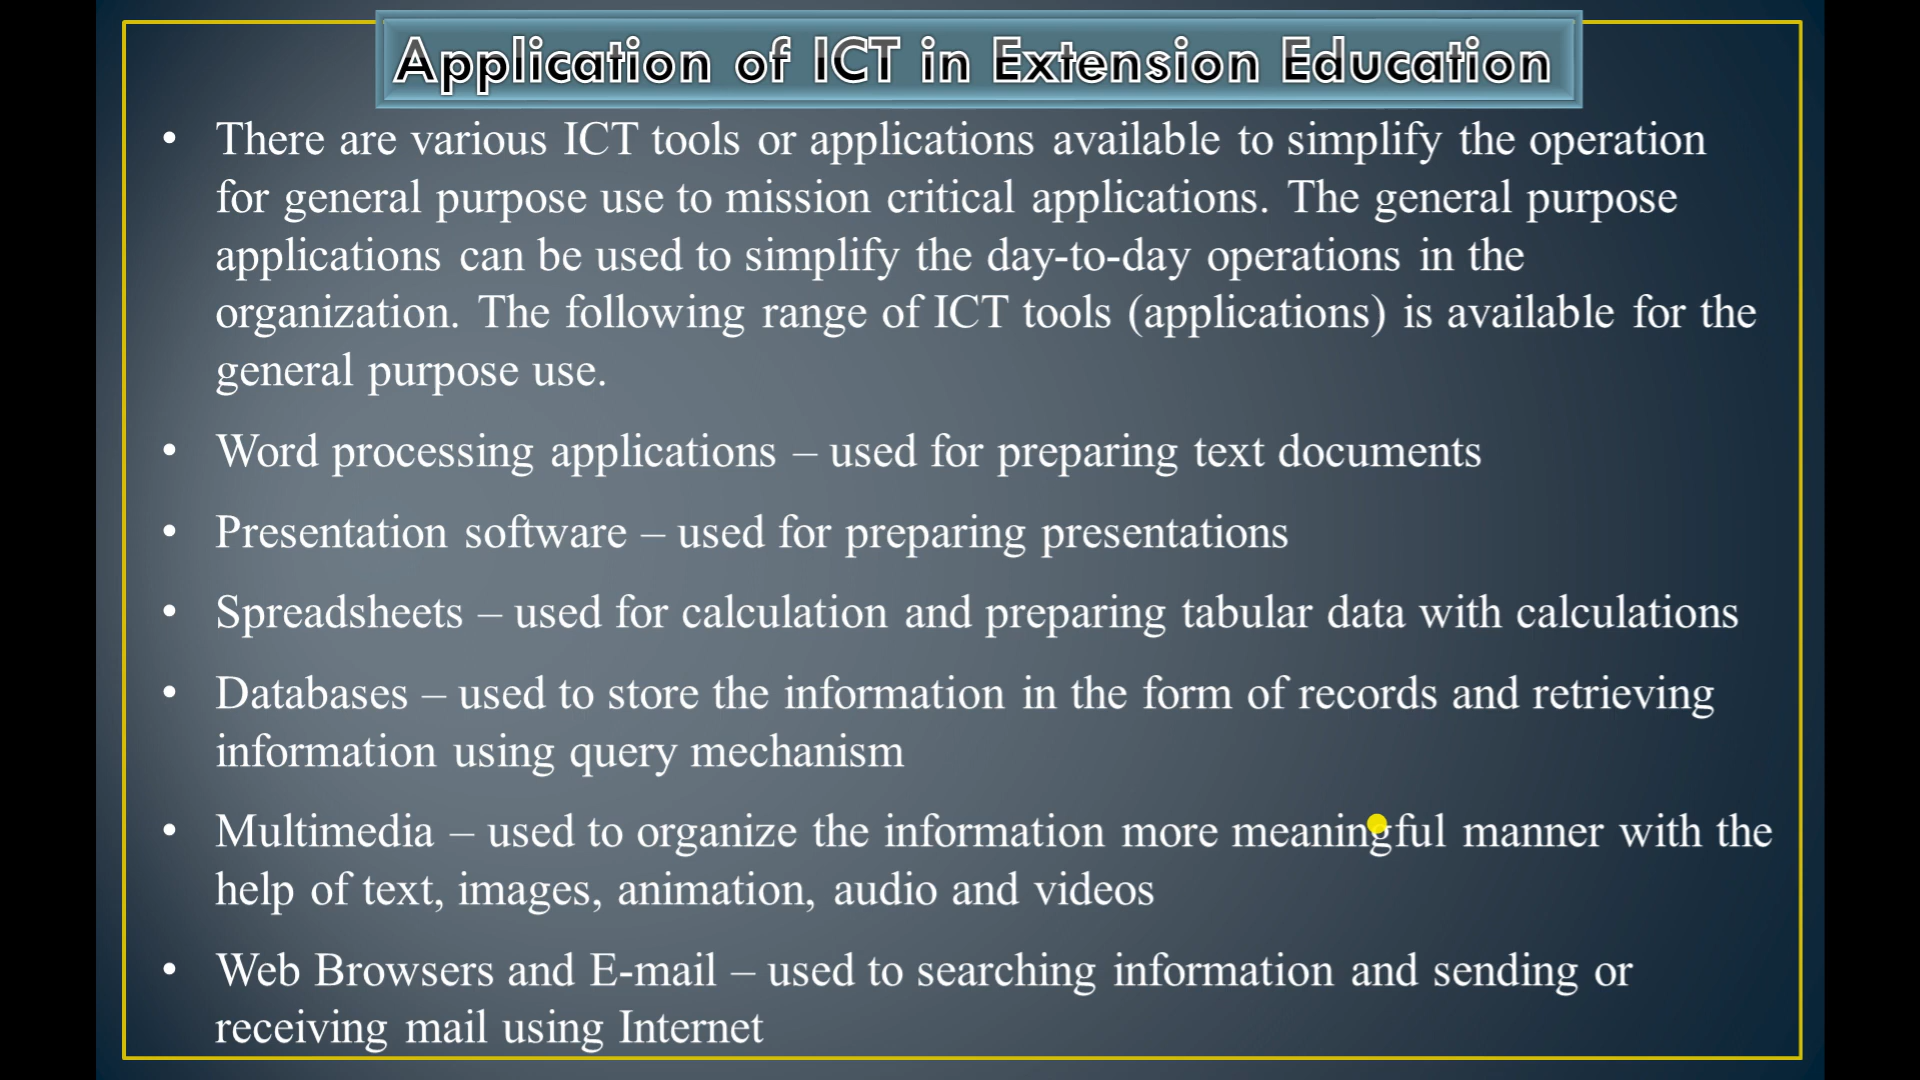 Application of ICT in Extension Education
• There are various ICT tools or applications available to simplify the operation
for general purpose use to mission critical applications. The general purpose
applications can be used to simplify the day-to-day operations in the
organization. The following range of ICT tools (applications) is available for the
general purpose use.
• Word processing applications – used for preparing text documents
• Presentation software – used for preparing presentations
• Spreadsheets – used for calculation and preparing tabular data with calculations
• Databases – used to store the information in the form of records and retrieving
information using query mechanism
• Multimedia – used to organize the information more meaningful manner with the
help of text, images, animation, audio and videos
• Web Browsers and E-mail – used to searching information and sending or
receiving mail using Internet